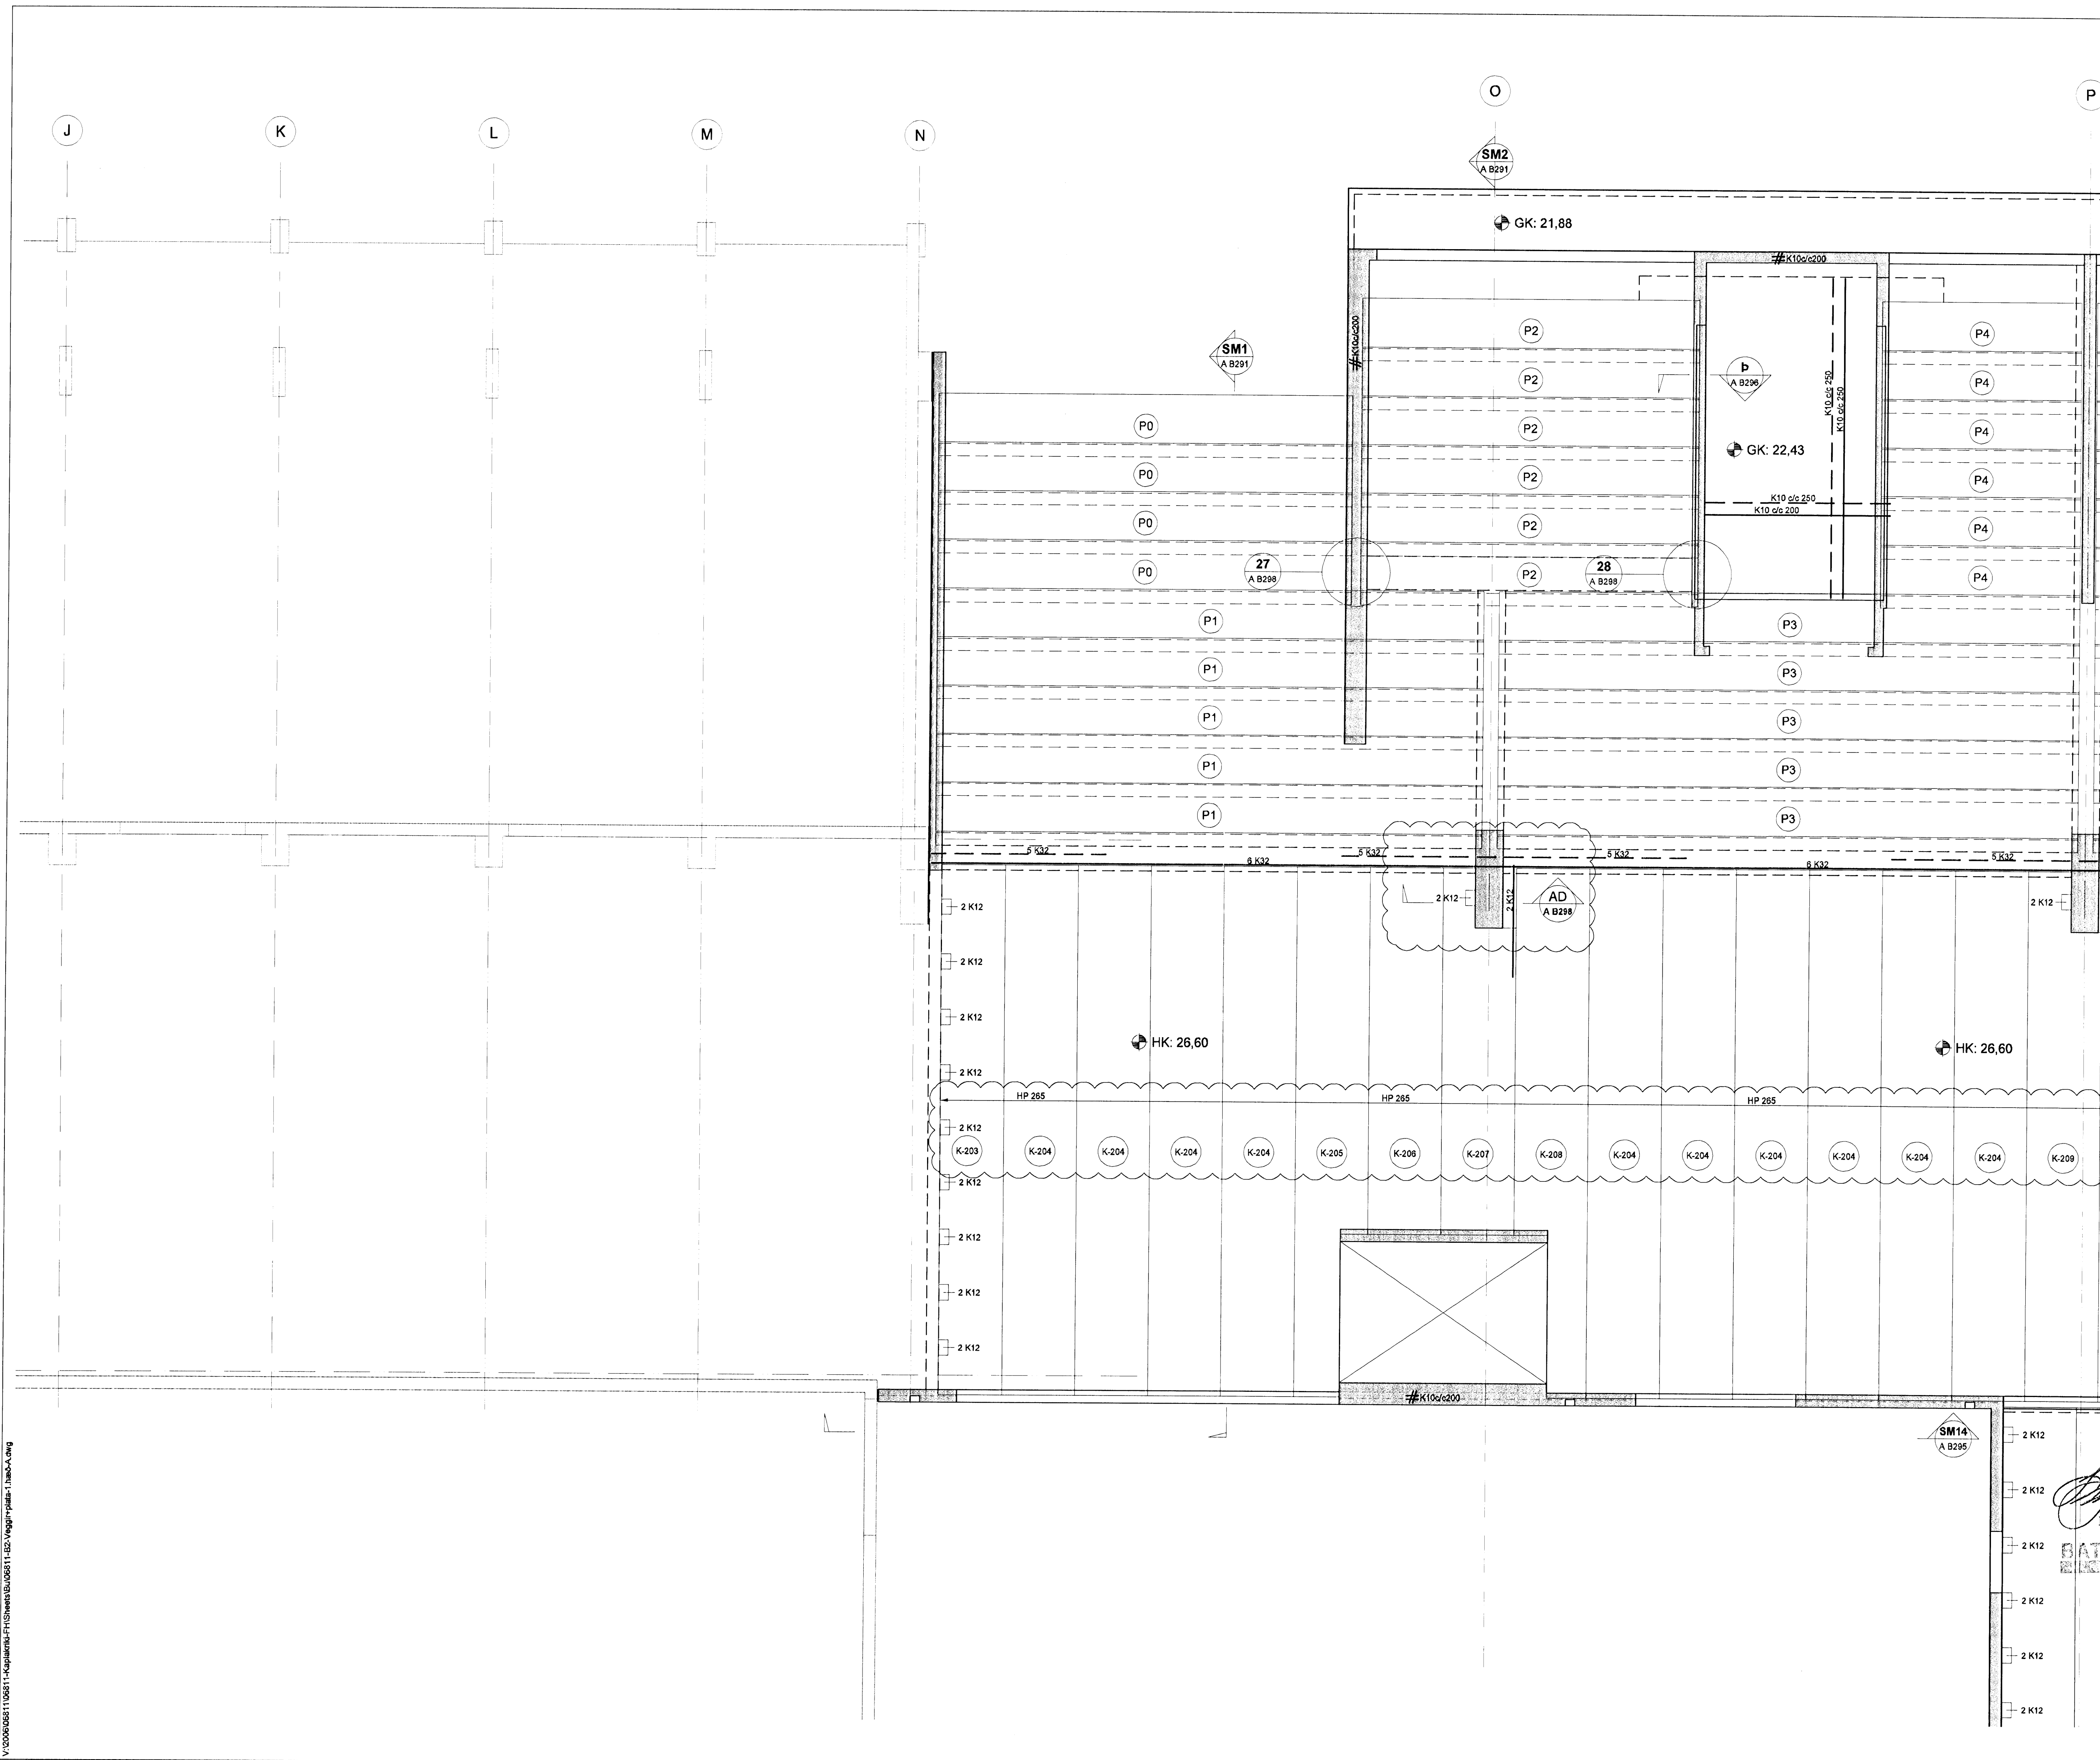 O
P
J
K
L
M
N
SM2
A B291
GK: 21,88
#K10c/c200
#K10c/c200
SM1
A B291
P2
P4
Þ
A B296
P2
P4
K10 c/c 250
K10 c/c 250
P0
P2
P4
GK: 22,43
P0
P2
P4
K10 c/c 250
K10 c/c 200
P0
P2
P4
27
A B298
28
A B298
P0
P2
P4
P1
P3
P1
P3
P1
P3
P1
P3
P1
P3
5 K32
6 K32
5 K32
5 K32
6 K32
5 K32
2 K12
2 K12
2 K12
AD
A B298
2 K12
2 K12
2 K12
HK: 26,60
HK: 26,60
2 K12
HP 265
HP 265
HP 265
2 K12
K-203
K-204
K-204
K-204
K-204
K-205
K-206
K-207
K-208
K-204
K-204
K-204
K-204
K-204
K-204
K-209
2 K12
2 K12
2 K12
2 K12
#K10c/c200
SM14
A B295
2 K12
2 K12
2 K12
2 K12
2 K12
2 K12